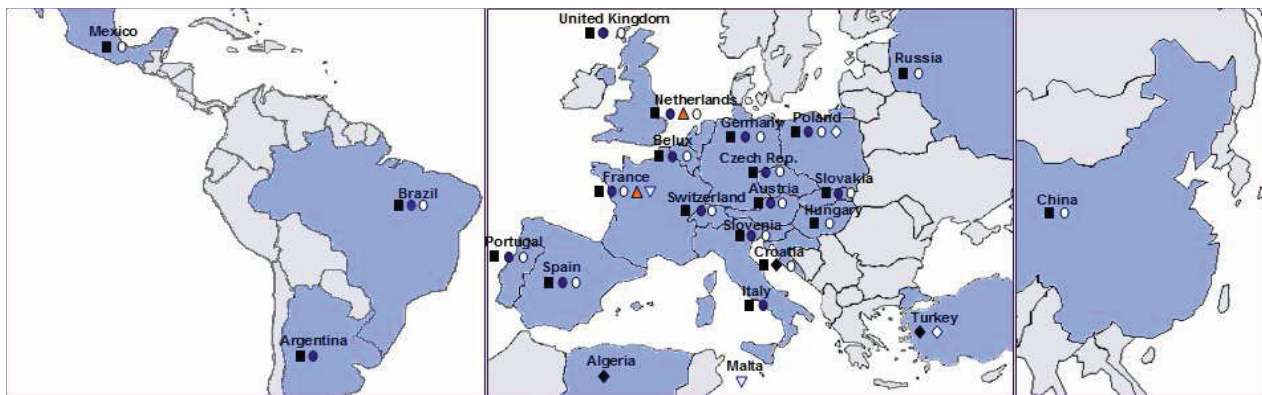 Mexico
Brazil
Argentina
United Kingdom
Russia
Netherlands
Germany
Poland
Belux
Czech Rep.
France
Switzerland
Austria
Slovakia
Hungary
Slovenia
Portugal
Spain
Croatia
Italy
Turkey
Algeria
Malta
China
1